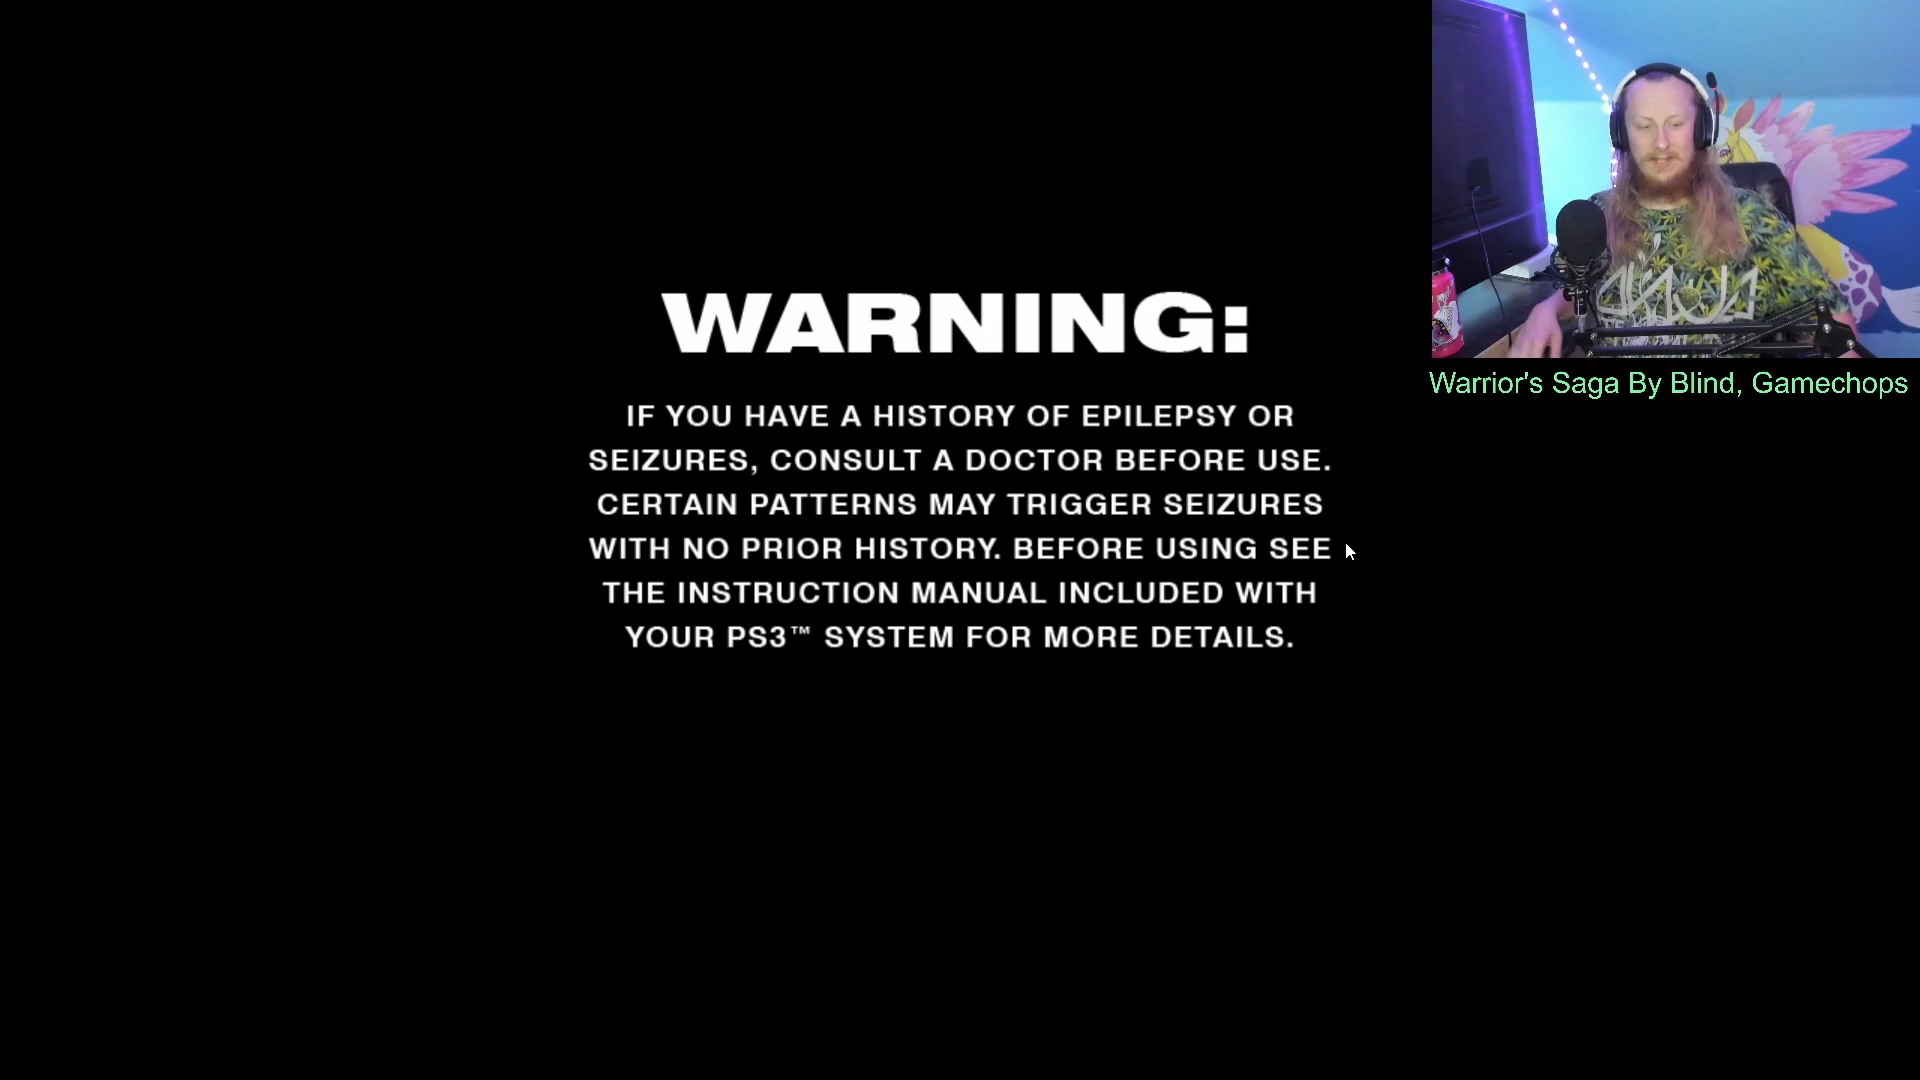 WARNING:
IF YOU HAVE A HISTORY OF EPILEPSY OR
SEIZURES, CONSULT A DOCTOR BEFORE USE.
CERTAIN PATTERNS MAY TRIGGER SEIZURES
WITH NO PRIOR HISTORY. BEFORE USING SEE
THE INSTRUCTION MANUAL INCLUDED WITH
YOUR PS3™ SYSTEM FOR MORE DETAILS.
Warrior's Saga By Blind, Gamechops